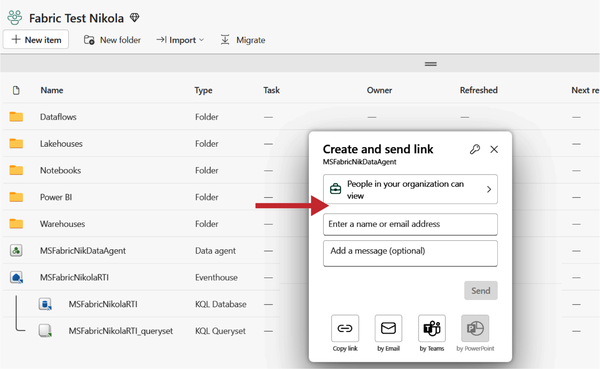 Fabric Test Nikola
New item New folder Import Migrate
Name Type Task Owner Refreshed Next re
Dataflows Folder — — —
Lakehouses Folder —
Notebooks Folder —
Power BI Folder —
Warehouses Folder —
MSFabricNikDataAgent Data agent —
MSFabricNikolaRTI Eventhouse —
MSFabricNikolaRTI KQL Database —
MSFabricNikolaRTI_queryset KQL Queryset —
Create and send link
MSFabricNikDataAgent
People in your organization can
view
Enter a name or email address
Add a message (optional)
Send
Copy link by Email by Teams by PowerPoint